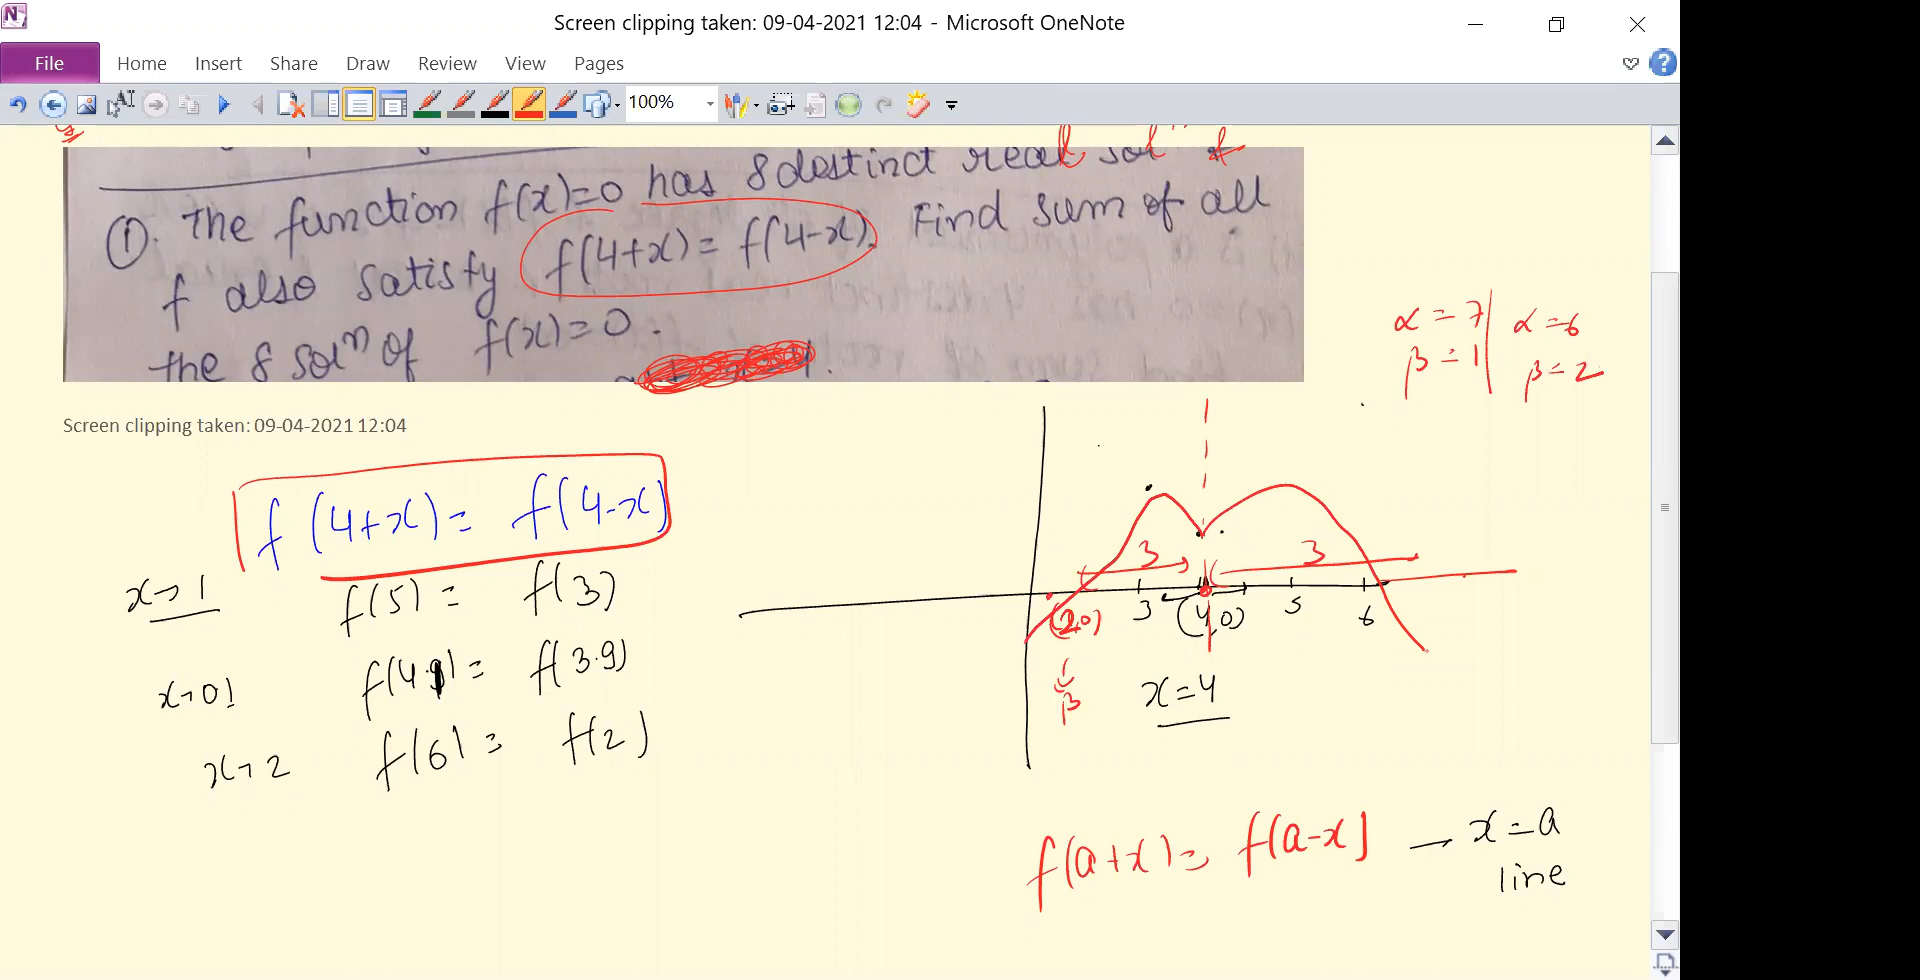 Screen clipping taken: 09-04-2021 12:04 - Microsoft OneNote
File Home Insert Share Draw Review View Pages
100%
①. The function f(x)=0 has 8 destinct real solⁿ &
f also satisfy f(4+x) = f(4-x). Find sum of all
the 8 solⁿ of f(x)=0.
α = 7 | α = 6
β = 1 | β = 2
Screen clipping taken: 09-04-2021 12:04
f(4+x) = f(4-x)
x→1 f(5) = f(3)
x→0.1 f(4.1) = f(3.9)
x→2 f(6) = f(2)
3 3
(2,0) 3 (4,0) 5 6
β
x=4
f(a+x) = f(a-x) — x=a
line